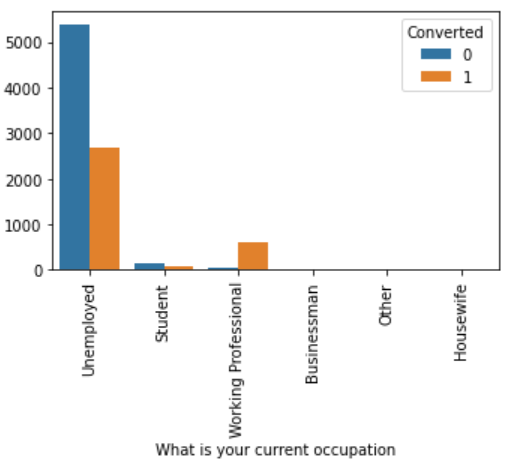 Converted
0
1
5000
4000
3000
2000
1000
0
Unemployed
Student
Working Professional
Businessman
Other
Housewife
What is your current occupation